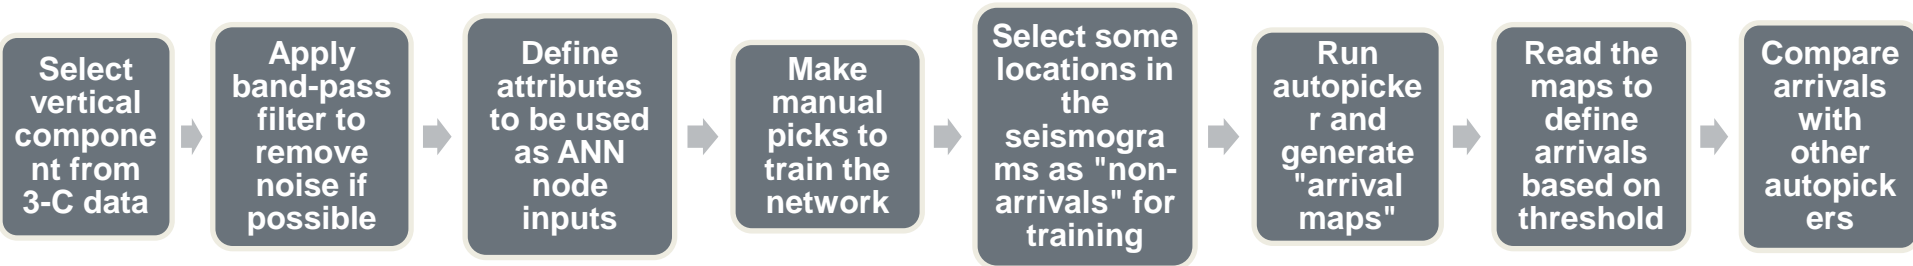 Select
vertical
compone
nt from
3-C data
Apply
band-pass
filter to
remove
noise if
possible
Define
attributes
to be used
as ANN
node
inputs
Make
manual
picks to
train the
network
Select some
locations in
the
seismogra
ms as "non-
arrivals" for
training
Run
autopicke
r and
generate
"arrival
maps"
Read the
maps to
define
arrivals
based on
threshold
Compare
arrivals
with
other
autopick
ers